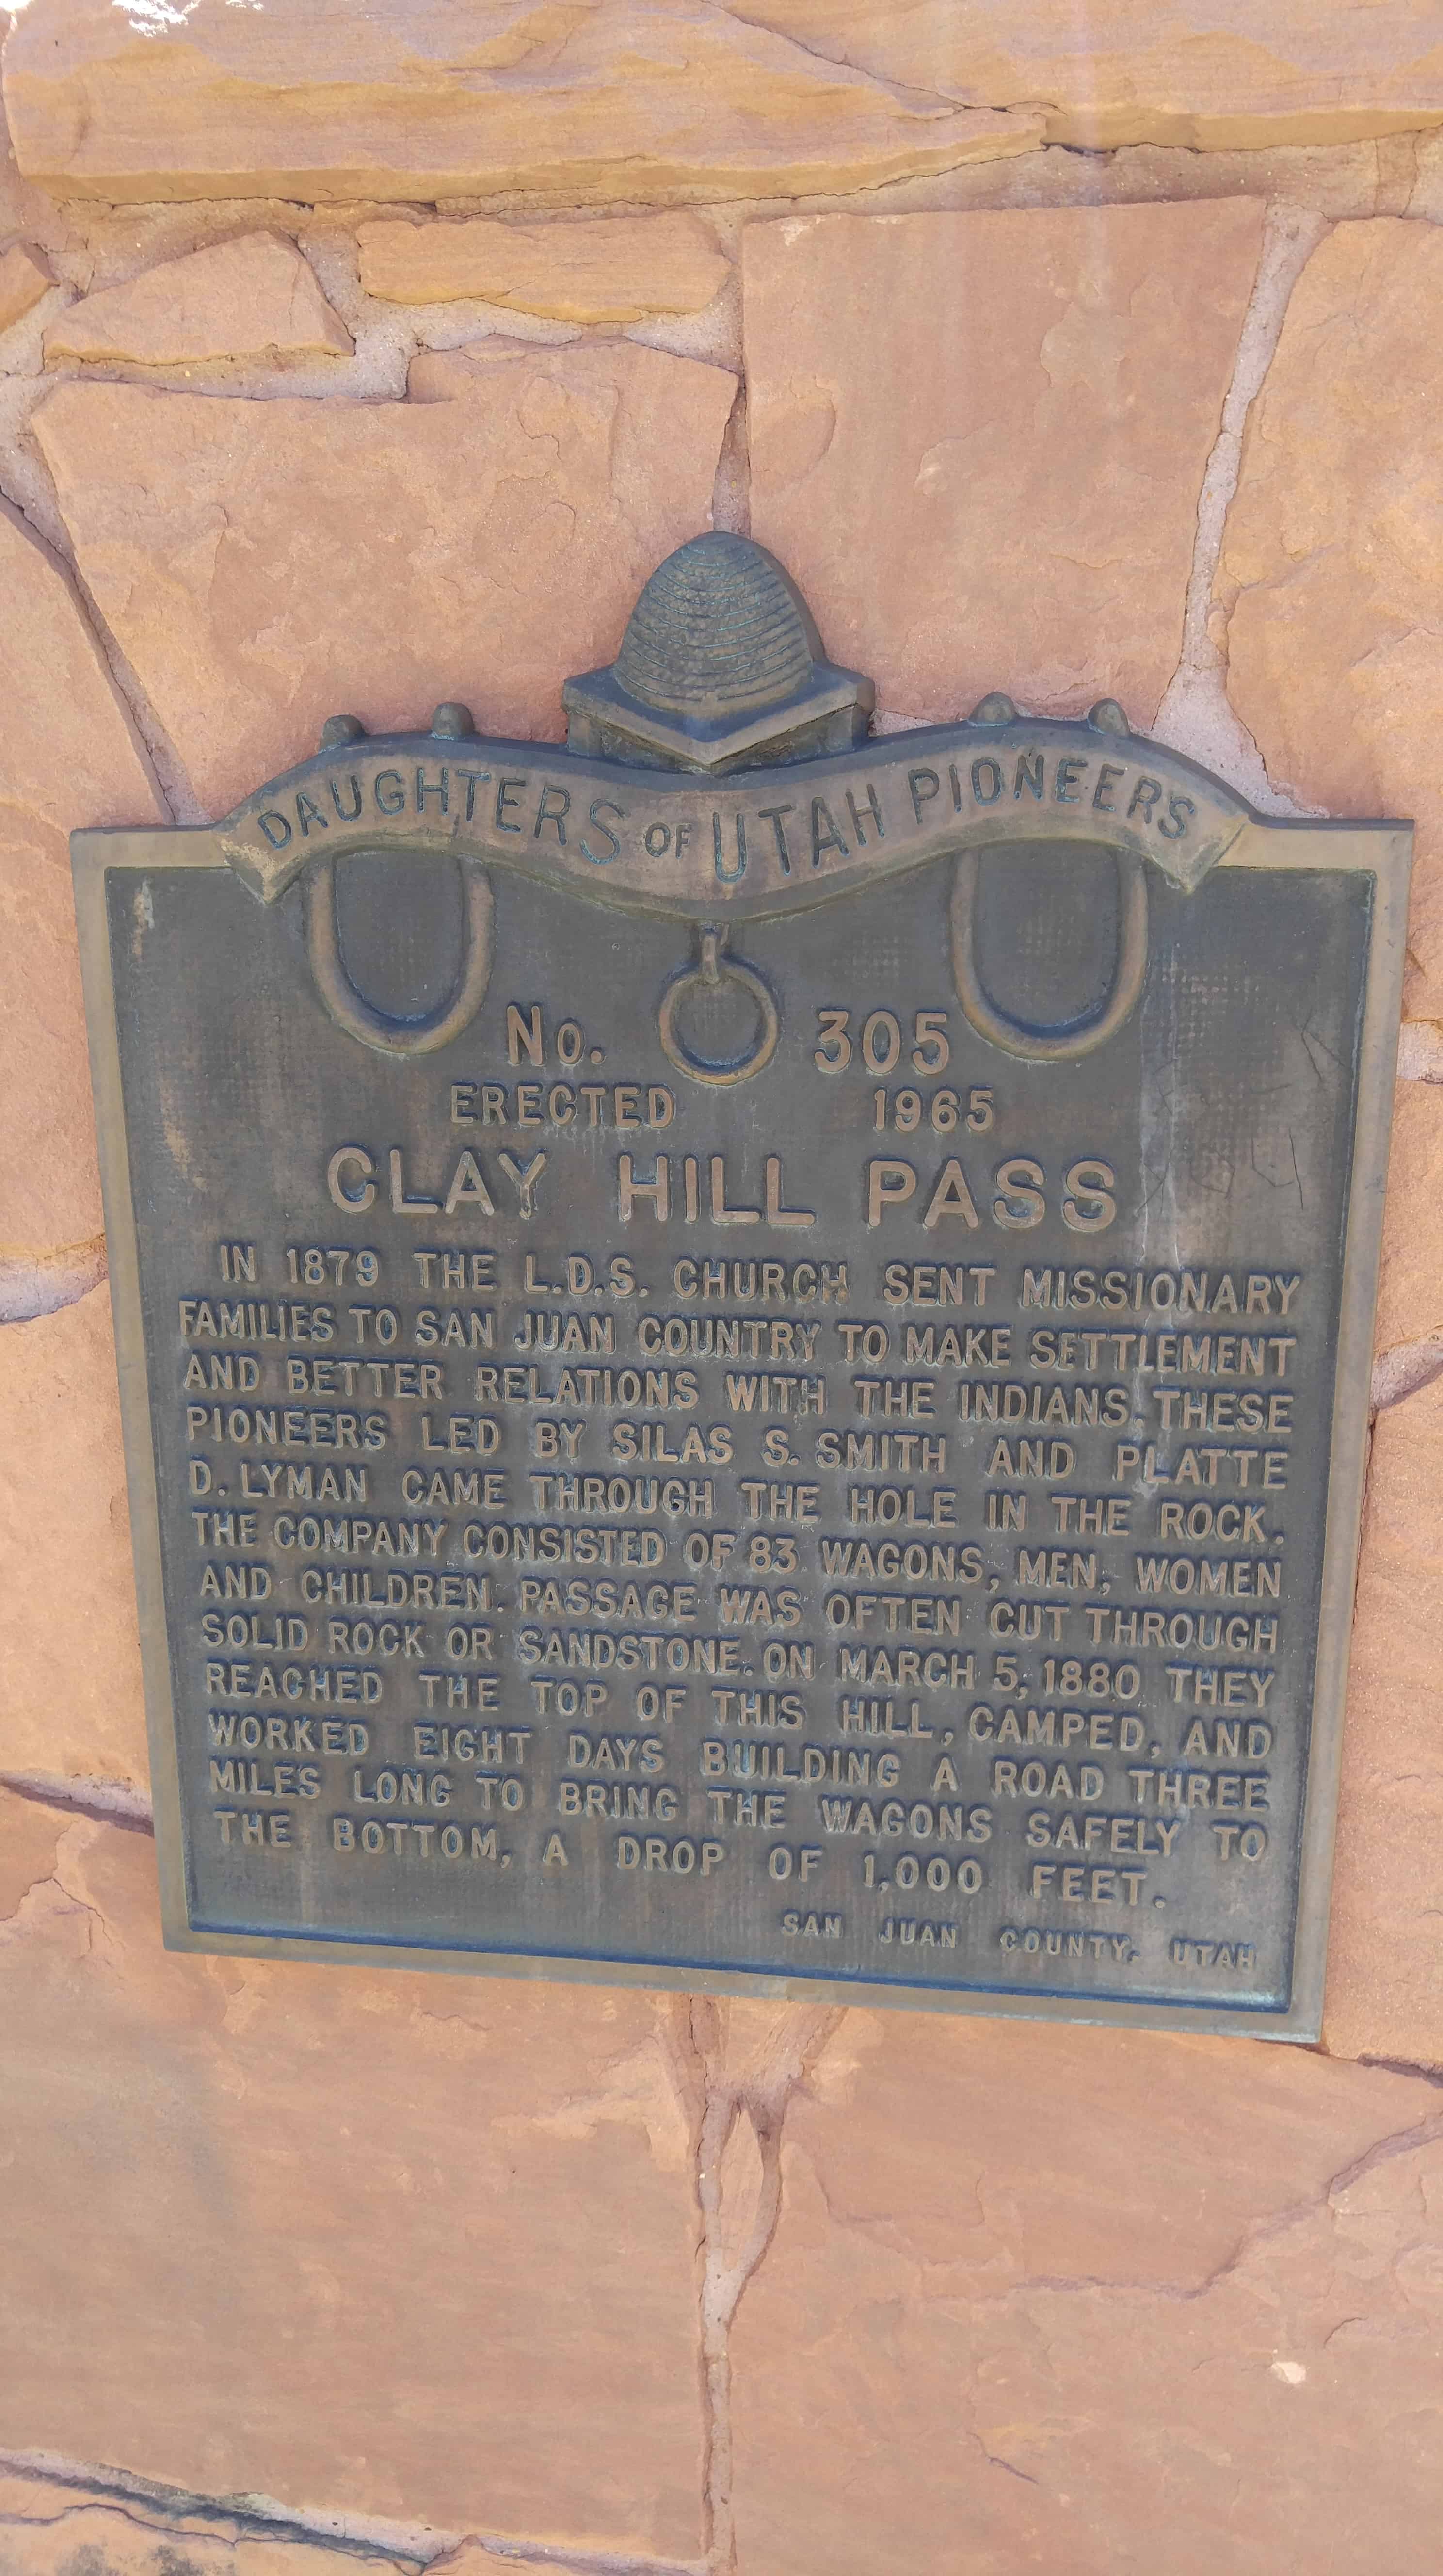 DAUGHTERS OF UTAH PIONEERS
No. 305
ERECTED 1965
CLAY HILL PASS
IN 1879 THE L.D.S. CHURCH SENT MISSIONARY
FAMILIES TO SAN JUAN COUNTRY TO MAKE SETTLEMENT
AND BETTER RELATIONS WITH THE INDIANS. THESE
PIONEERS LED BY SILAS S. SMITH AND PLATTE
D. LYMAN CAME THROUGH THE HOLE IN THE ROCK.
THE COMPANY CONSISTED OF 83 WAGONS, MEN, WOMEN
AND CHILDREN. PASSAGE WAS OFTEN CUT THROUGH
SOLID ROCK OR SANDSTONE. ON MARCH 5, 1880 THEY
REACHED THE TOP OF THIS HILL, CAMPED, AND
WORKED EIGHT DAYS BUILDING A ROAD THREE
MILES LONG TO BRING THE WAGONS SAFELY TO
THE BOTTOM, A DROP OF 1,000 FEET.
SAN JUAN COUNTY, UTAH